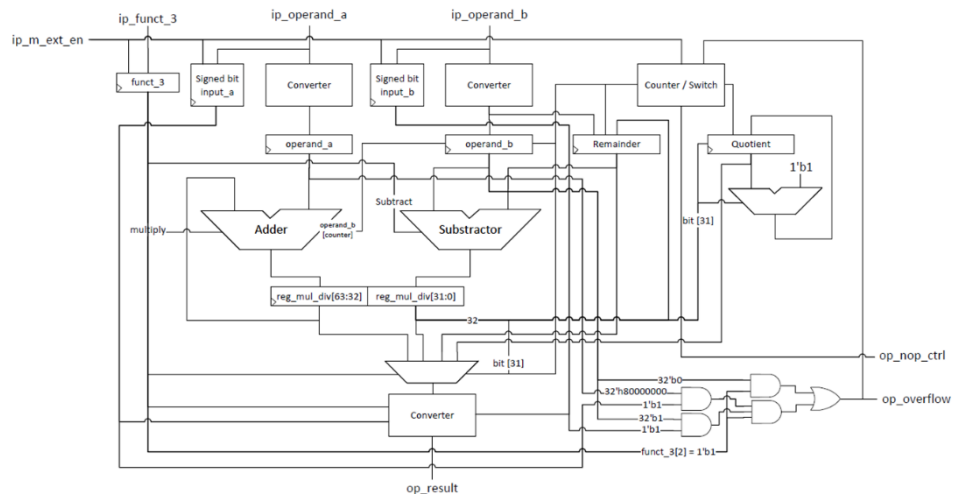 ip_funct_3
ip_operand_a
ip_operand_b
ip_m_ext_en
funct_3
Signed bit
input_a
Converter
Signed bit
input_b
Converter
Counter / Switch
operand_a
operand_b
Remainder
Quotient
1'b1
Subtract
multiply
Adder
operand_b
[counter]
Substractor
bit [31]
reg_mul_div[63:32]
reg_mul_div[31:0]
32
bit [31]
op_nop_ctrl
32'b0
32'h80000000
1'b1
32'b1
1'b1
op_overflow
Converter
funct_3[2] = 1'b1
op_result